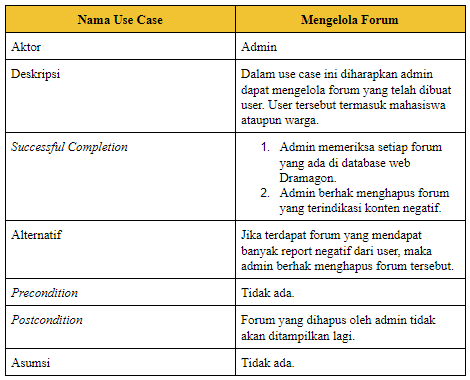 Nama Use Case
Mengelola Forum
Aktor
Admin
Deskripsi
Dalam use case ini diharapkan admin
dapat mengelola forum yang telah dibuat
user. User tersebut termasuk mahasiswa
ataupun warga.
Successful Completion
1. Admin memeriksa setiap forum
yang ada di database web
Dramagon.
2. Admin berhak menghapus forum
yang terindikasi konten negatif.
Alternatif
Jika terdapat forum yang mendapat
banyak report negatif dari user, maka
admin berhak menghapus forum tersebut.
Precondition
Tidak ada.
Postcondition
Forum yang dihapus oleh admin tidak
akan ditampilkan lagi.
Asumsi
Tidak ada.